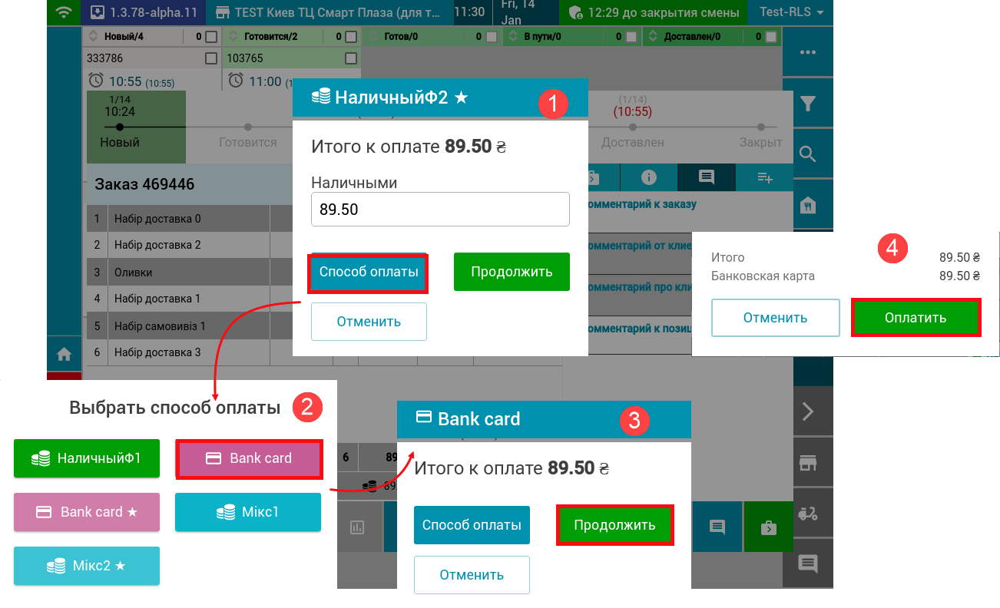 1.3.78-alpha.11
TEST Киев ТЦ Смарт Плаза (для т...
11:30
Fri, 14
Jan
12:29 до закрытия смены
Test-RLS
Новый/4 0
Готовится/2 0
Готов/0 0
В пути/0 0
Доставлен/0 0
333786
103765
10:55 (10:55)
11:00
1/14
10:24
(1/14)
(10:55)
Новый
Готовится
Доставлен
Закрыт
Заказ 469446
1 Набір доставка 0
2 Набір доставка 2
3 Оливки
4 Набір доставка 1
5 Набір самовивіз 1
6 Набір доставка 3
омментарий к заказу
омментарий от клие
омментарий про кли
омментарий к позиц
НаличныйФ2 ★
1
Итого к оплате 89.50 ₴
Наличными
89.50
Способ оплаты
Продолжить
Отменить
4
Итого 89.50 ₴
Банковская карта 89.50 ₴
Отменить
Оплатить
Выбрать способ оплаты
2
НаличныйФ1
Bank card
Bank card ★
Мікс1
Мікс2 ★
6 89
89
Bank card
3
Итого к оплате 89.50 ₴
Способ оплаты
Продолжить
Отменить